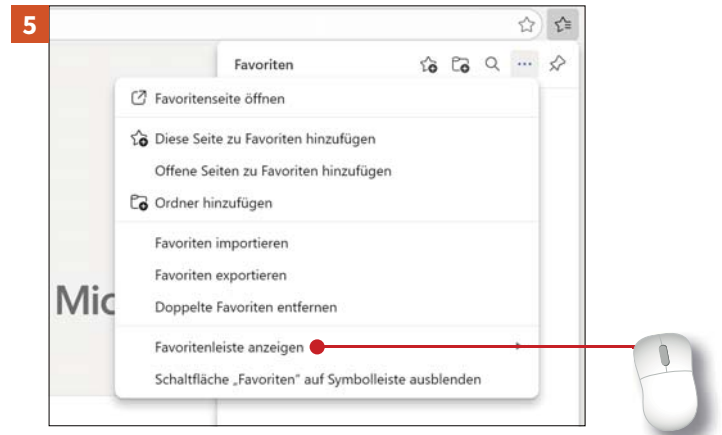 5
Favoriten
Favoritenseite öffnen
Diese Seite zu Favoriten hinzufügen
Offene Seiten zu Favoriten hinzufügen
Ordner hinzufügen
Favoriten importieren
Favoriten exportieren
Mic
Doppelte Favoriten entfernen
Favoritenleiste anzeigen
Schaltfläche „Favoriten" auf Symbolleiste ausblenden